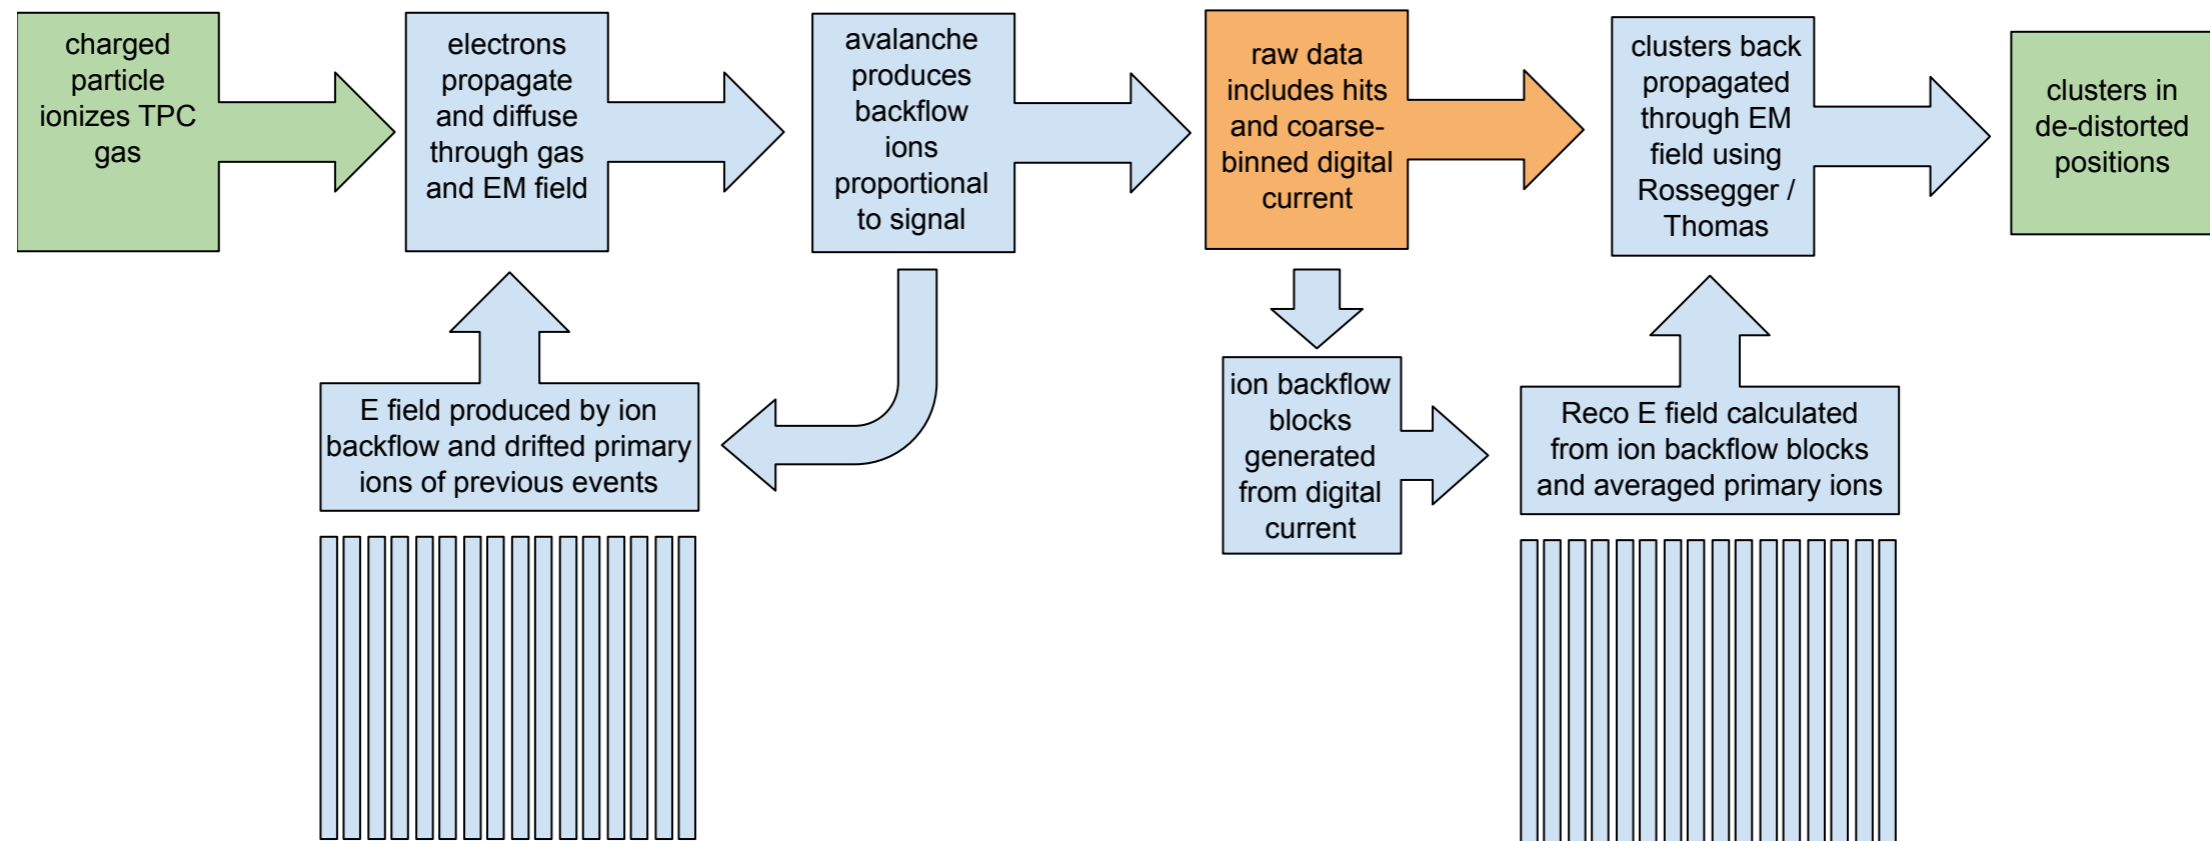 charged
particle
ionizes TPC
gas
electrons
propagate
and diffuse
through gas
and EM field
avalanche
produces
backflow
ions
proportional
to signal
raw data
includes hits
and coarse-
binned digital
current
clusters back
propagated
through EM
field using
Rossegger /
Thomas
clusters in
de-distorted
positions
E field produced by ion
backflow and drifted primary
ions of previous events
ion backflow
blocks
generated
from digital
current
Reco E field calculated
from ion backflow blocks
and averaged primary ions